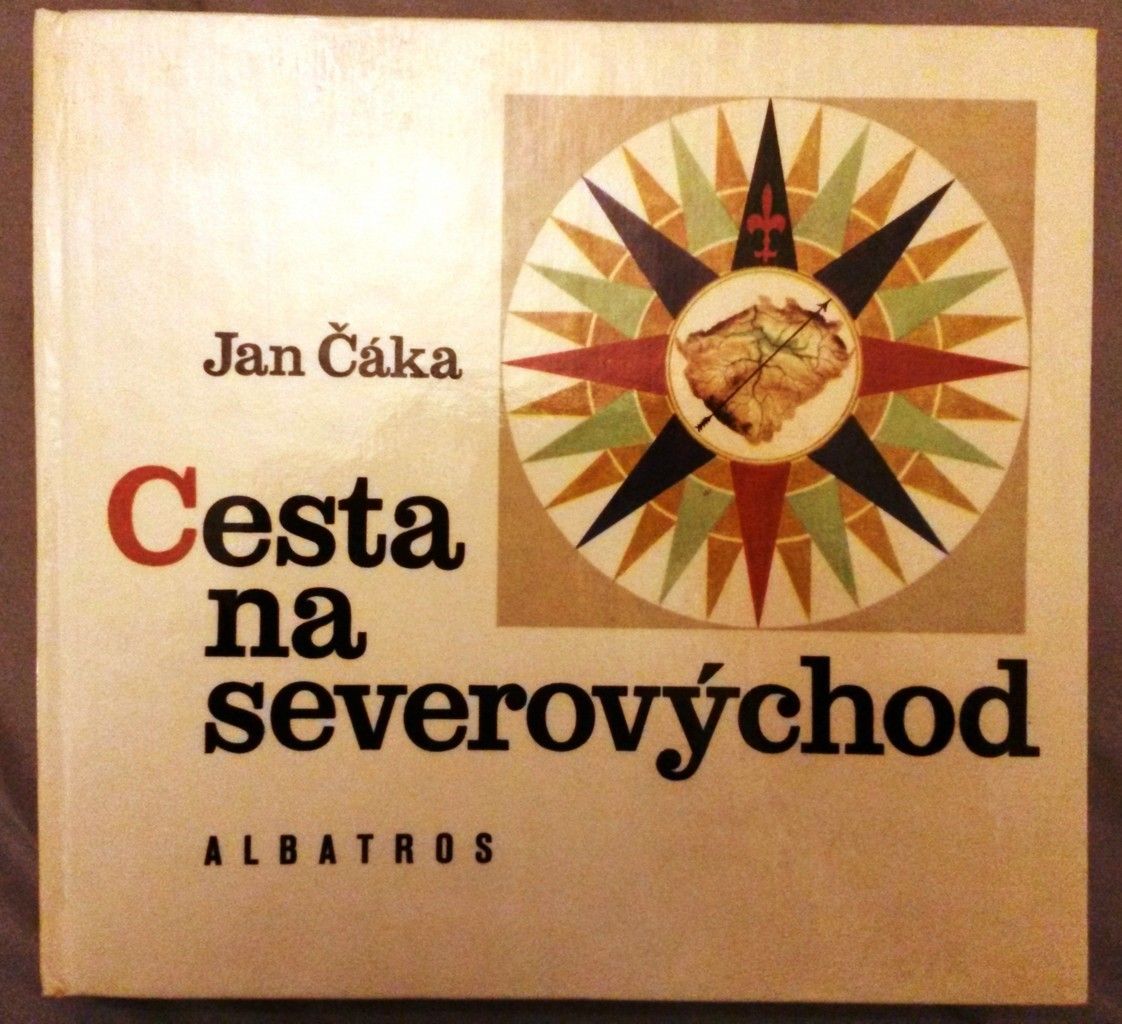 Jan Čáka
Cesta
na
severovýchod
ALBATROS